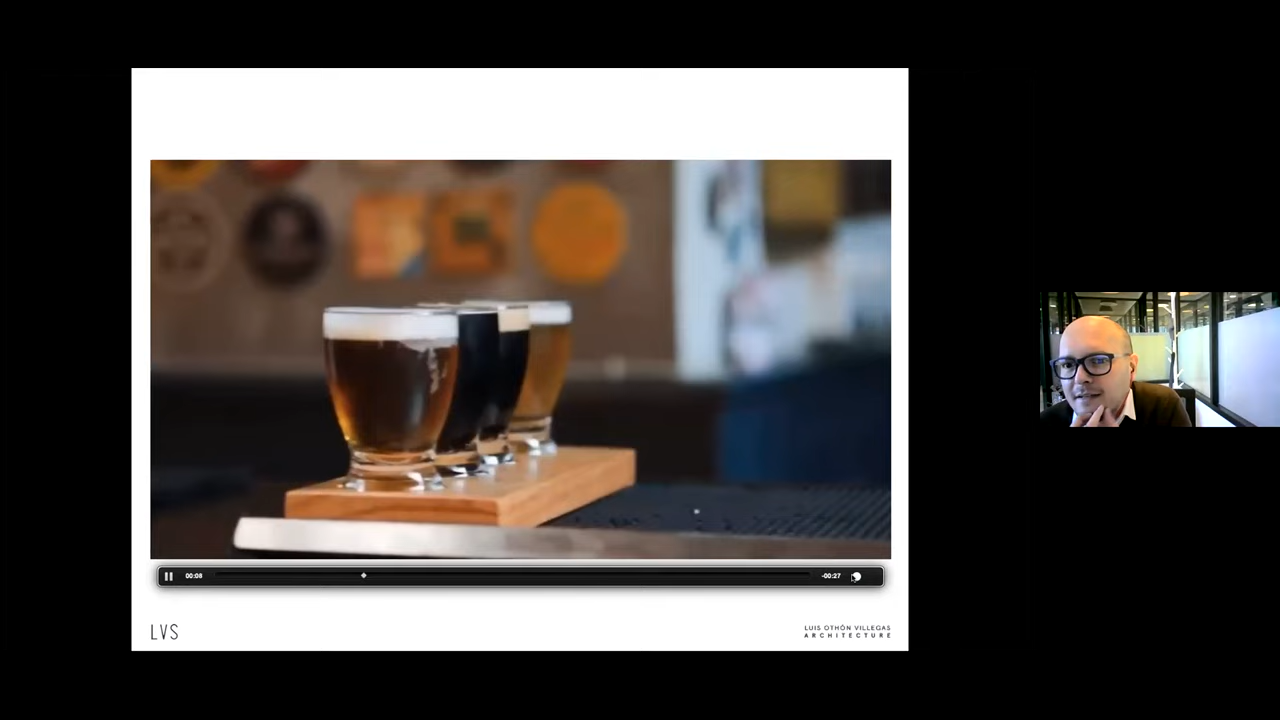 00:08
-00:27
LVS
LUIS OTHÓN VILLEGAS
ARCHITECTURE